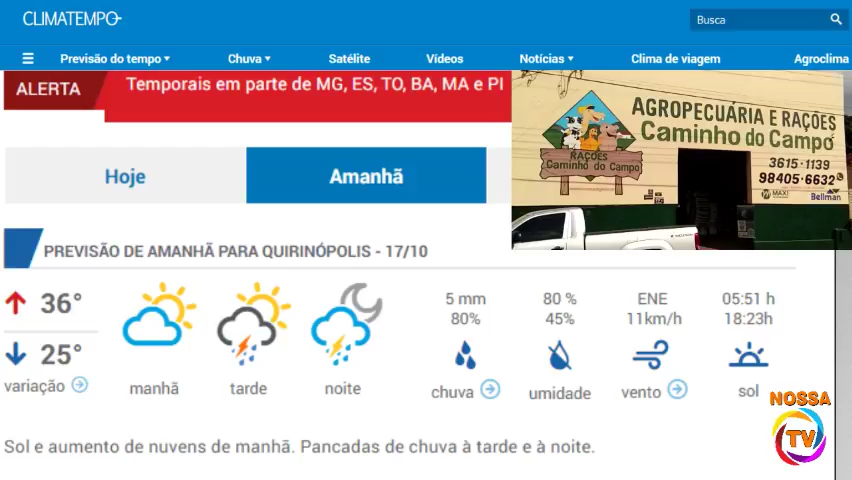 CLIMATEMPO
Busca
Previsão do tempo
Chuva
Satélite
Vídeos
Notícias
Clima de viagem
Agroclima
ALERTA
Temporais em parte de MG, ES, TO, BA, MA e PI
AGROPECUÁRIA E RAÇÕES
Caminho do Campo
3615-1139
98405-6632
MAXI
Bellman
RAÇÕES
Caminho do Campo
Hoje
Amanhã
PREVISÃO DE AMANHÃ PARA QUIRINÓPOLIS - 17/10
36°
25°
variação
manhã
tarde
noite
5 mm
80%
chuva
80 %
45%
umidade
ENE
11km/h
vento
05:51 h
18:23h
sol
Sol e aumento de nuvens de manhã. Pancadas de chuva à tarde e à noite.
NOSSA
TV